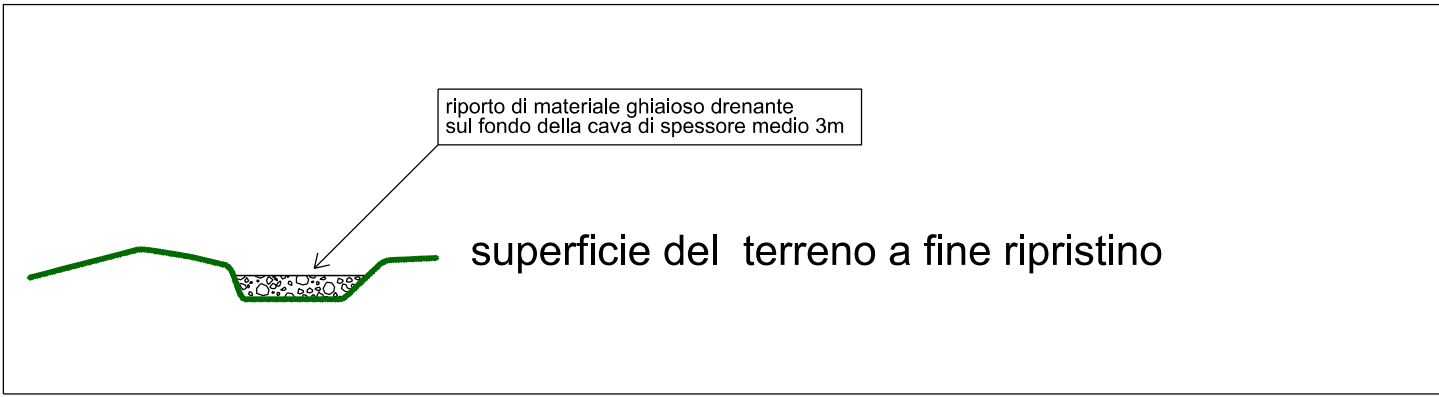 riporto di materiale ghiaioso drenante
sul fondo della cava di spessore medio 3m
superficie del  terreno a fine ripristino